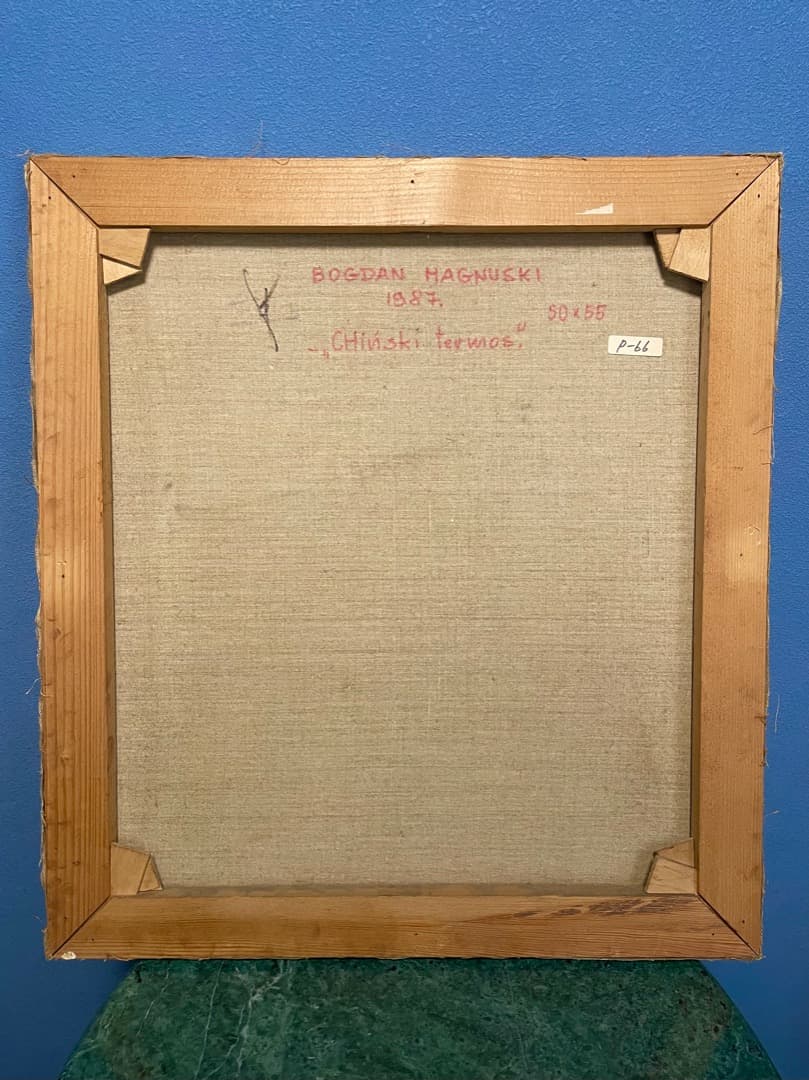 BOGDAN MAGNUSKI
1987.
50x55
- „CHiński termos."
P-66